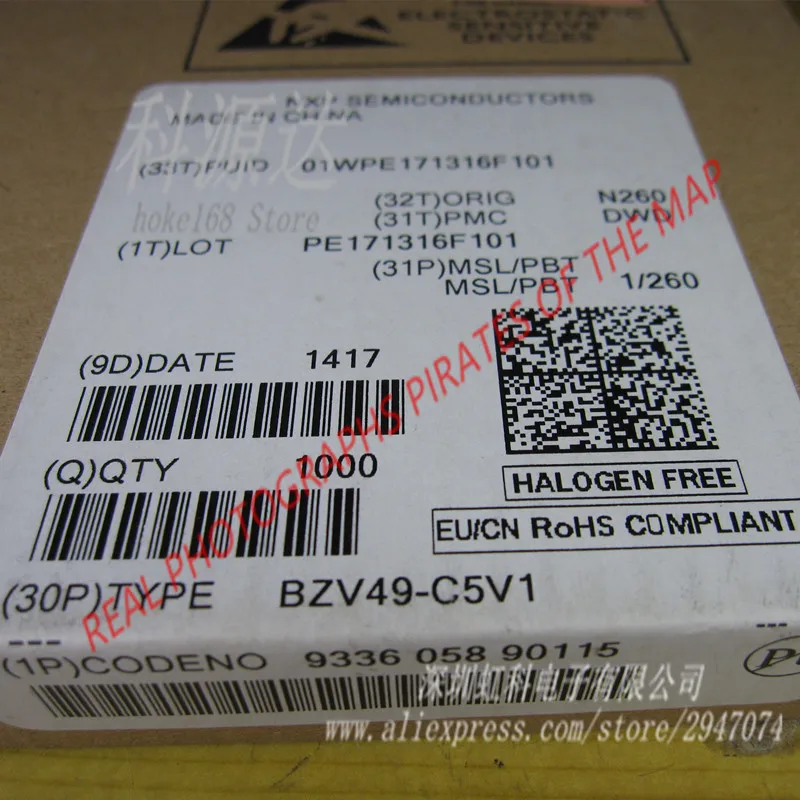 ELECTROSTATIC
SENSITIVE
DEVICES
NXP SEMICONDUCTORS
MADE IN CHINA
科源达
(33T)PUID 01WPE171316F101
(32T)ORIG N260
hoke168 Store
(31T)PMC DWD
(1T)LOT PE171316F101
(31P)MSL/PBT
MSL/PBT 1/260
(9D)DATE 1417
(Q)QTY 1000
HALOGEN FREE
EU/CN RoHS COMPLIANT
REAL PHOTOGRAPHS PIRATES OF THE MAP
(30P)TYPE BZV49-C5V1
(1P)CODENO 9336 058 90115
深圳虹科电子有限公司
www.aliexpress.com/store/2947074